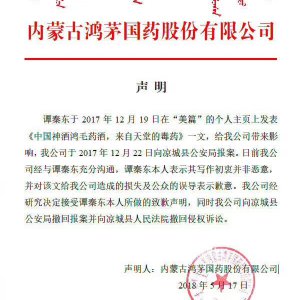 内蒙古鸿茅国药股份有限公司
声 明
谭秦东于 2017 年 12 月 19 日在“美篇”的个人主页上发表
《中国神酒鸿毛药酒，来自天堂的毒药》一文，给我公司带来影
响，我公司于 2017 年 12 月 22 日向凉城县公安局报案。日前我公
司经与谭秦东充分沟通，谭秦东本人表示其写作初衷并非恶意，
并对该文给我公司造成的损失及公众的误导表示歉意。我公司经
研究决定接受谭秦东本人所做的致歉声明，同时我公司向凉城县
公安局撤回报案并向凉城县人民法院撤回侵权诉讼。
声明人：内蒙古鸿茅国药股份有限公司
2018 年 5 月 17 日